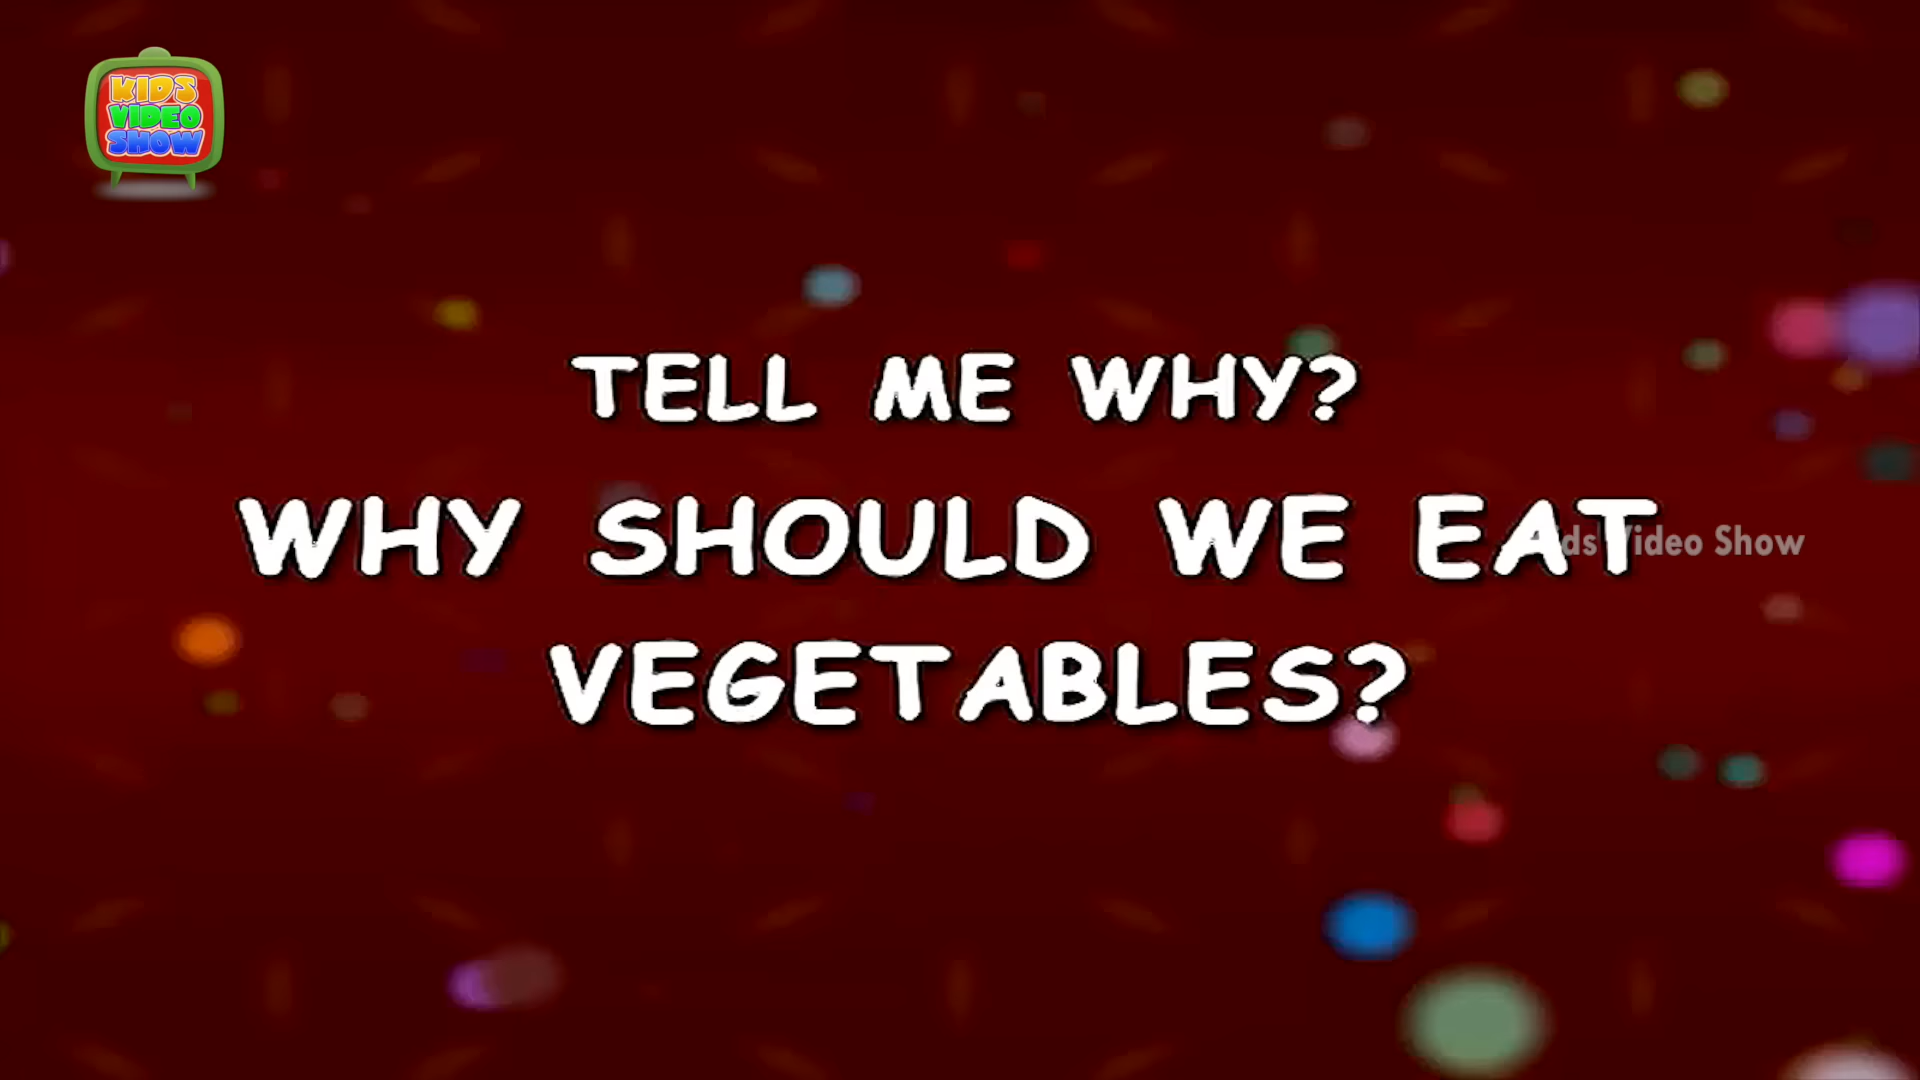 KIDS
VIDEO
SHOW
TELL ME WHY?
WHY SHOULD WE EAT
VEGETABLES?
Video Show